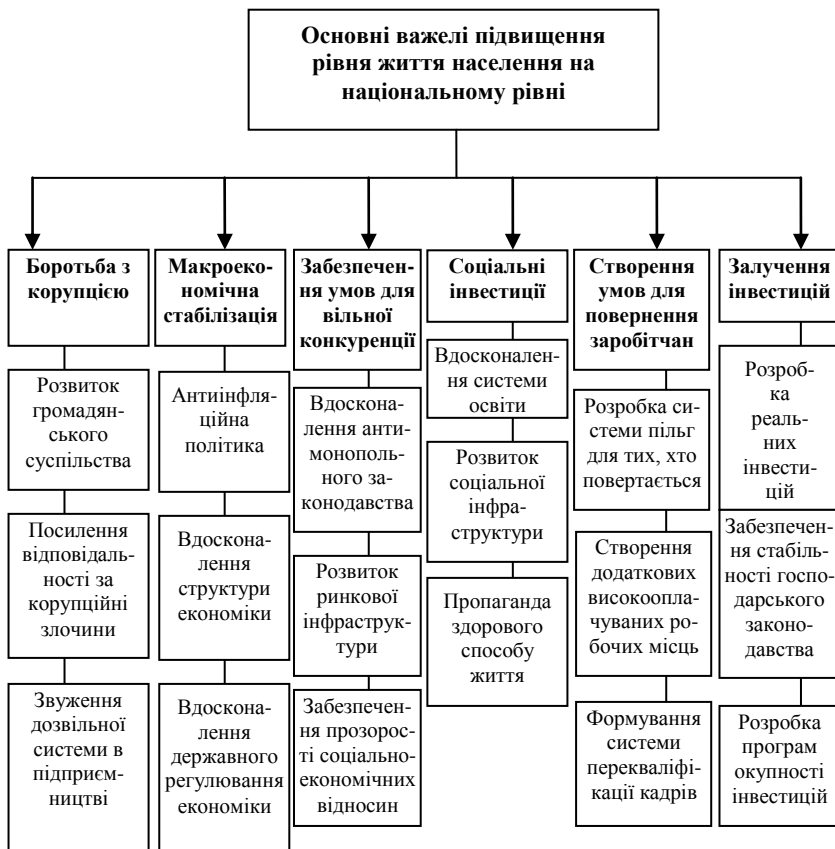 Основні важелі підвищення
рівня життя населення на
національному рівні
Боротьба з
корупцією
Розвиток
громадян-
ського
суспільства
Посилення
відповідаль-
ності за
корупційні
злочини
Звуження
дозвільної
системи в
підприєм-
ництві
Макроеко-
номічна
стабілізація
Антиінфля-
ційна
політика
Вдоскона-
лення
структури
економіки
Вдоскона-
лення
державного
регулювання
економіки
Забезпечен-
ня умов для
вільної
конкуренції
Вдоскона-
лення анти-
монополь-
ного за-
конодавства
Розвиток
ринкової
інфраструк-
тури
Забезпечен-
ня прозорос-
ті соціально-
економічних
відносин
Соціальні
інвестиції
Вдосконален-
ня системи
освіти
Розвиток
соціальної
інфра-
структури
Пропаганда
здорового
способу
життя
Створення
умов для
повернення
заробітчан
Розробка си-
стеми пільг
для тих, хто
повертається
Створення
додаткових
високоопла-
чуваних ро-
бочих місць
Формування
системи
перекваліфі-
кації кадрів
Залучення
інвестицій
Розроб-
ка
реаль-
них
інвести-
цій
Забезпечен-
ня стабіль-
ності госпо-
дарського
законо-
давства
Розробка
програм
окупності
інвестицій